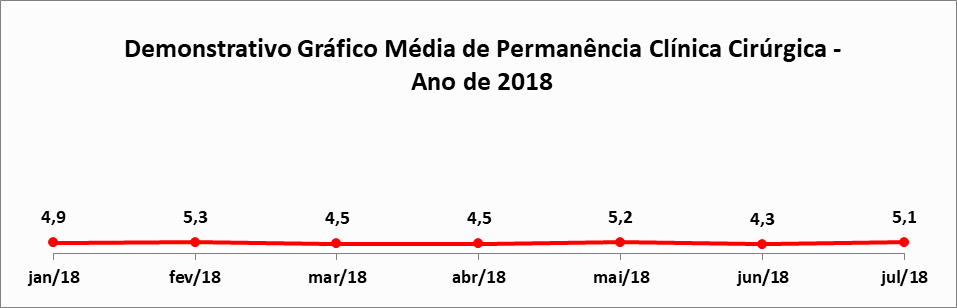 Demonstrativo Gráfico Média de Permanência Clínica Cirúrgica -
Ano de 2018
4,9 5,3 4,5 4,5 5,2 4,3 5,1
jan/18 fev/18 mar/18 abr/18 mai/18 jun/18 jul/18